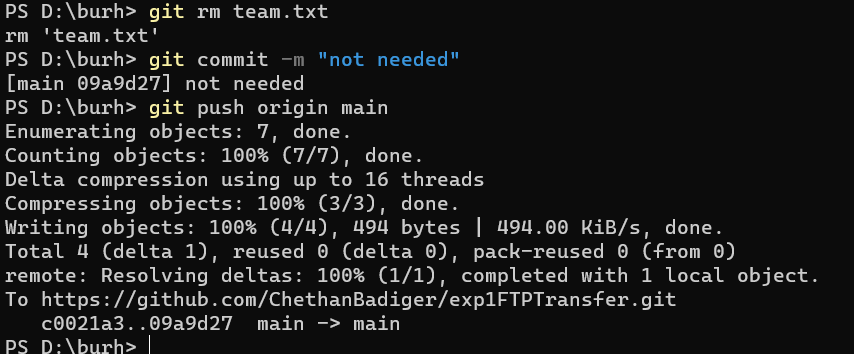 PS D:\burh> git rm team.txt
rm 'team.txt'
PS D:\burh> git commit -m "not needed"
[main 09a9d27] not needed
PS D:\burh> git push origin main
Enumerating objects: 7, done.
Counting objects: 100% (7/7), done.
Delta compression using up to 16 threads
Compressing objects: 100% (3/3), done.
Writing objects: 100% (4/4), 494 bytes | 494.00 KiB/s, done.
Total 4 (delta 1), reused 0 (delta 0), pack-reused 0 (from 0)
remote: Resolving deltas: 100% (1/1), completed with 1 local object.
To https://github.com/ChethanBadiger/exp1FTPTransfer.git
   c0021a3..09a9d27  main -> main
PS D:\burh>